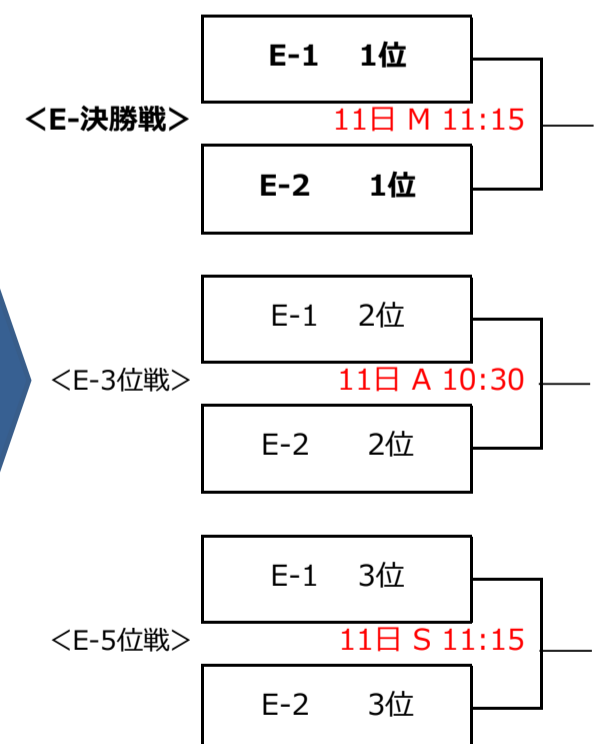 E-1 1位
<E-決勝戦> 11日 M 11:15
E-2 1位
E-1 2位
<E-3位戦> 11日 A 10:30
E-2 2位
E-1 3位
<E-5位戦> 11日 S 11:15
E-2 3位